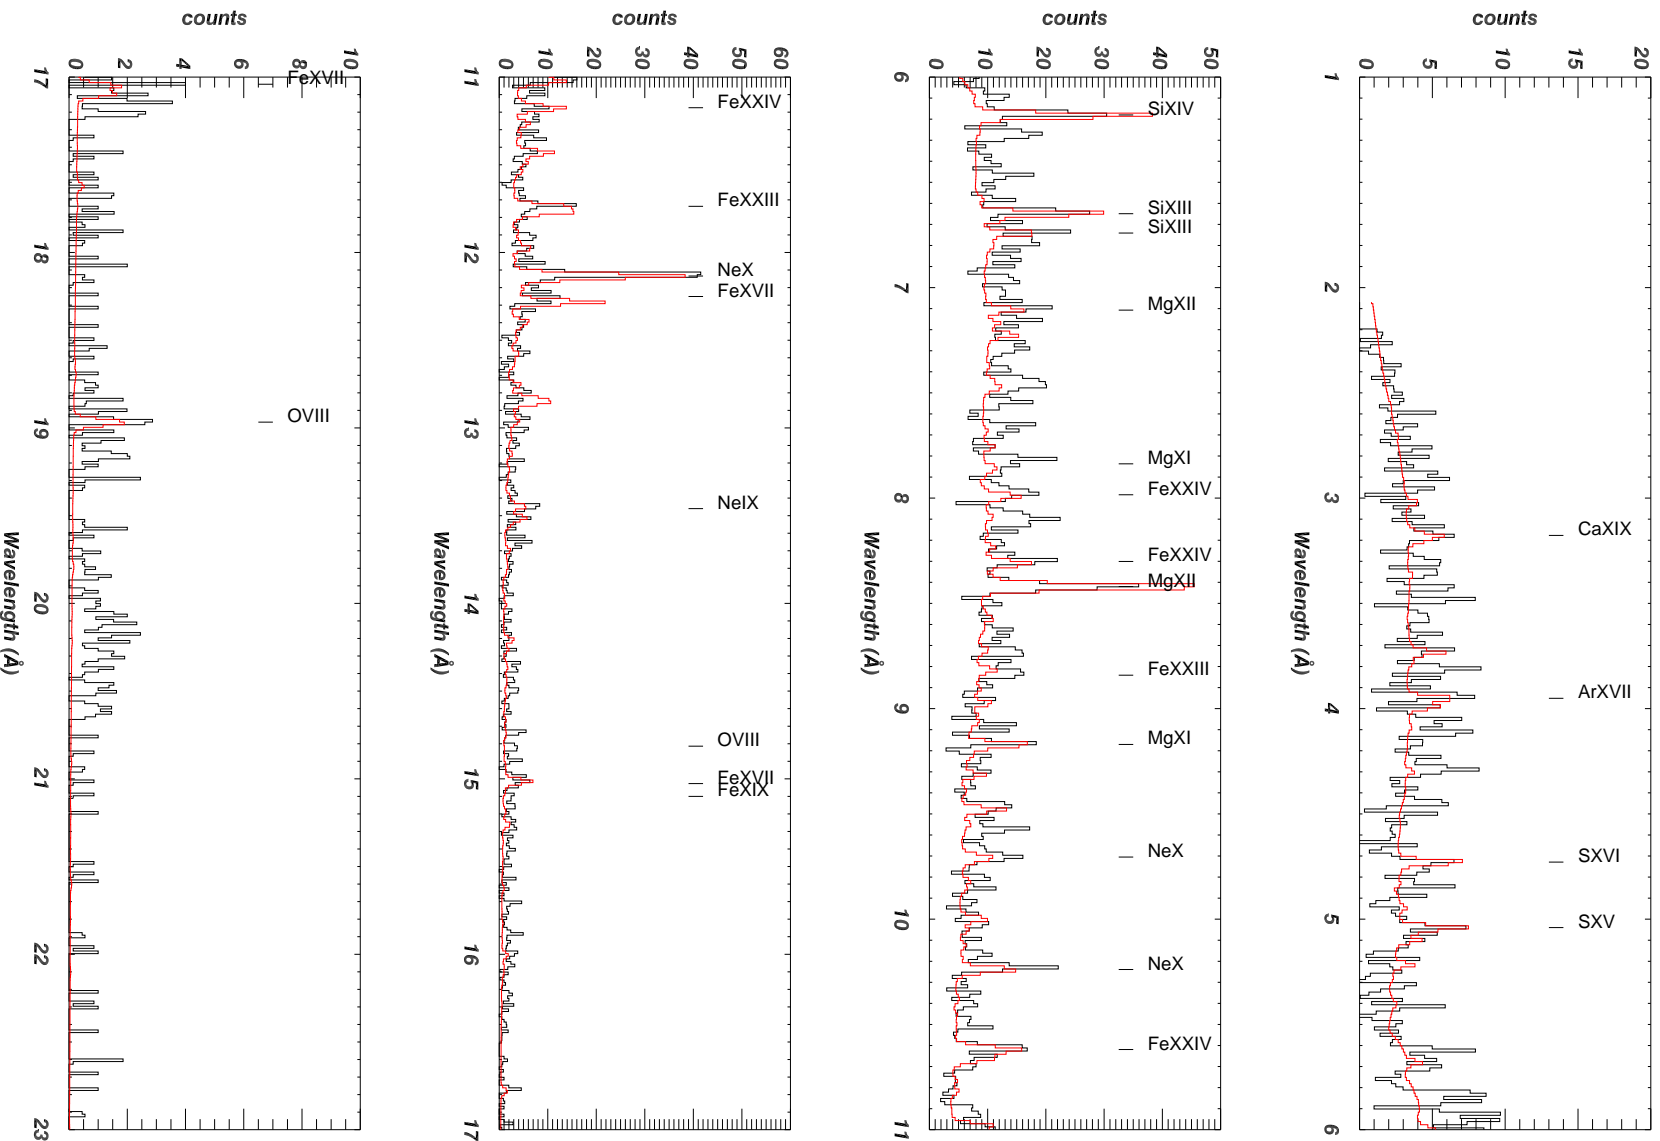 counts
0 5 10 15 20
CaXIX
ArXVII
SXVI
SXV
1 2 3 4 5 6
Wavelength (Å)
counts
0 10 20 30 40 50
SiXIV
SiXIII
SiXIII
MgXII
MgXI
FeXXIV
FeXXIV
MgXII
FeXXIII
MgXI
NeX
NeX
FeXXIV
6 7 8 9 10 11
Wavelength (Å)
counts
0 10 20 30 40 50 60
FeXXIV
FeXXIII
NeX
FeXVII
NeIX
OVIII
FeXVII
FeXIX
11 12 13 14 15 16 17
Wavelength (Å)
counts
0 2 4 6 8 10
FeXVII
OVIII
17 18 19 20 21 22 23
Wavelength (Å)